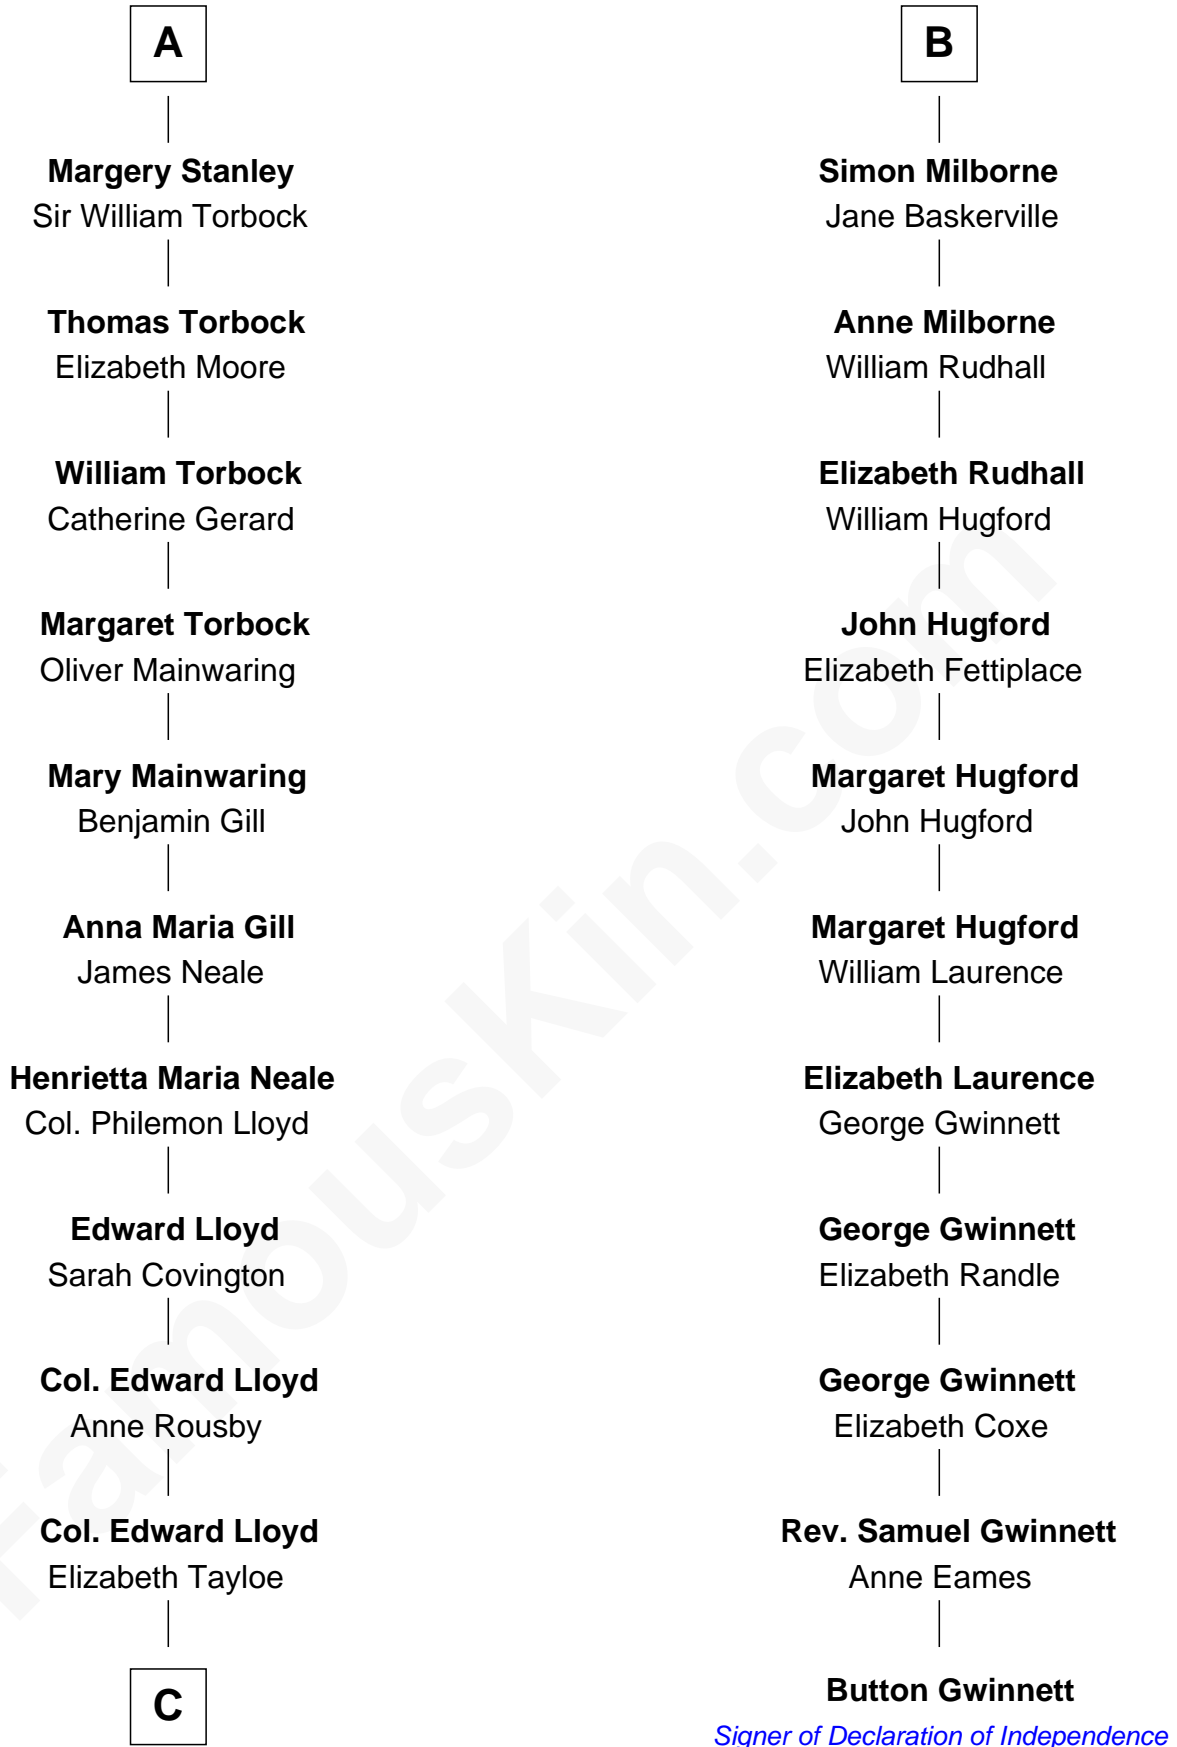 A
Margery Stanley
Sir William Torbock
Thomas Torbock
Elizabeth Moore
William Torbock
Catherine Gerard
Margaret Torbock
Oliver Mainwaring
Mary Mainwaring
Benjamin Gill
Anna Maria Gill
James Neale
Henrietta Maria Neale
Col. Philemon Lloyd
Edward Lloyd
Sarah Covington
Col. Edward Lloyd
Anne Rousby
Col. Edward Lloyd
Elizabeth Tayloe
C
B
Simon Milborne
Jane Baskerville
Anne Milborne
William Rudhall
Elizabeth Rudhall
William Hugford
John Hugford
Elizabeth Fettiplace
Margaret Hugford
John Hugford
Margaret Hugford
William Laurence
Elizabeth Laurence
George Gwinnett
George Gwinnett
Elizabeth Randle
George Gwinnett
Elizabeth Coxe
Rev. Samuel Gwinnett
Anne Eames
Button Gwinnett
Signer of Declaration of Independence
FamousKin.com